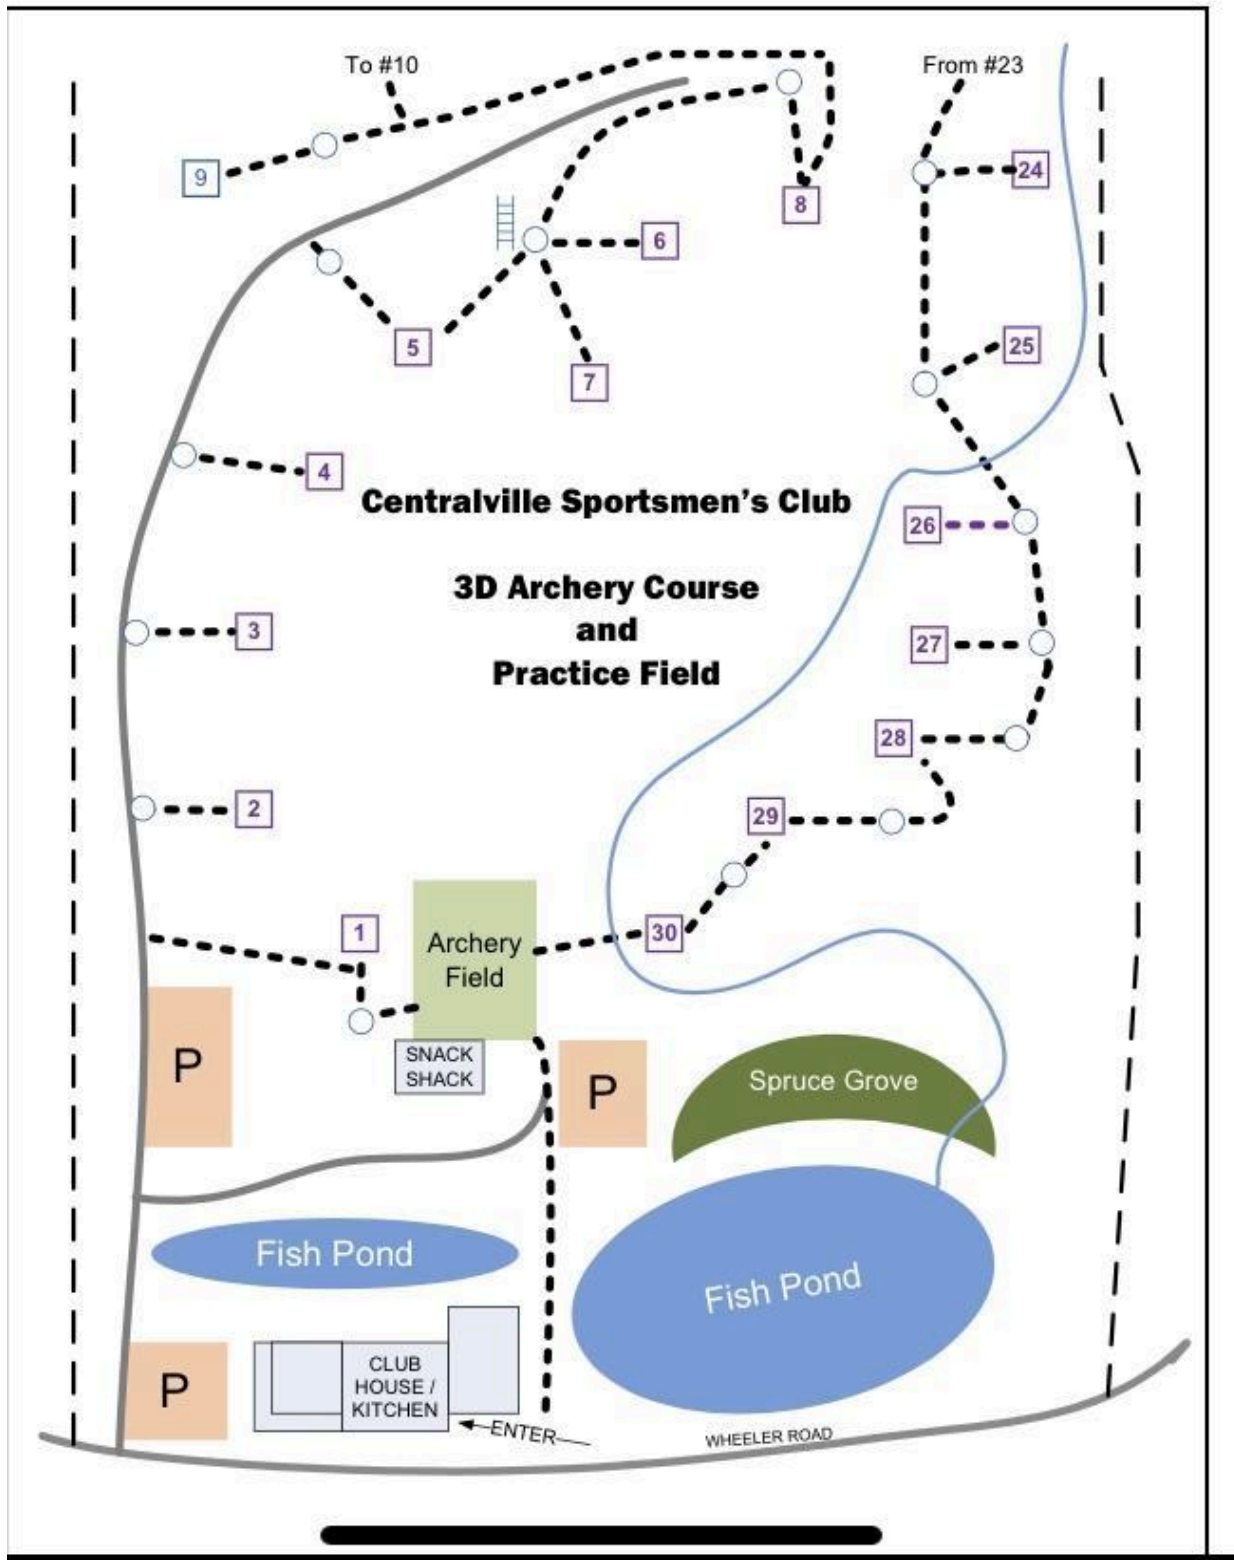 To #10
From #23
9
8
24
6
5
7
25
4
Centralville Sportsmen's Club
26
3D Archery Course
and
Practice Field
3
27
28
2
29
1
Archery
Field
30
P
SNACK
SHACK
P
Spruce Grove
Fish Pond
Fish Pond
P
CLUB
HOUSE /
KITCHEN
ENTER
WHEELER ROAD